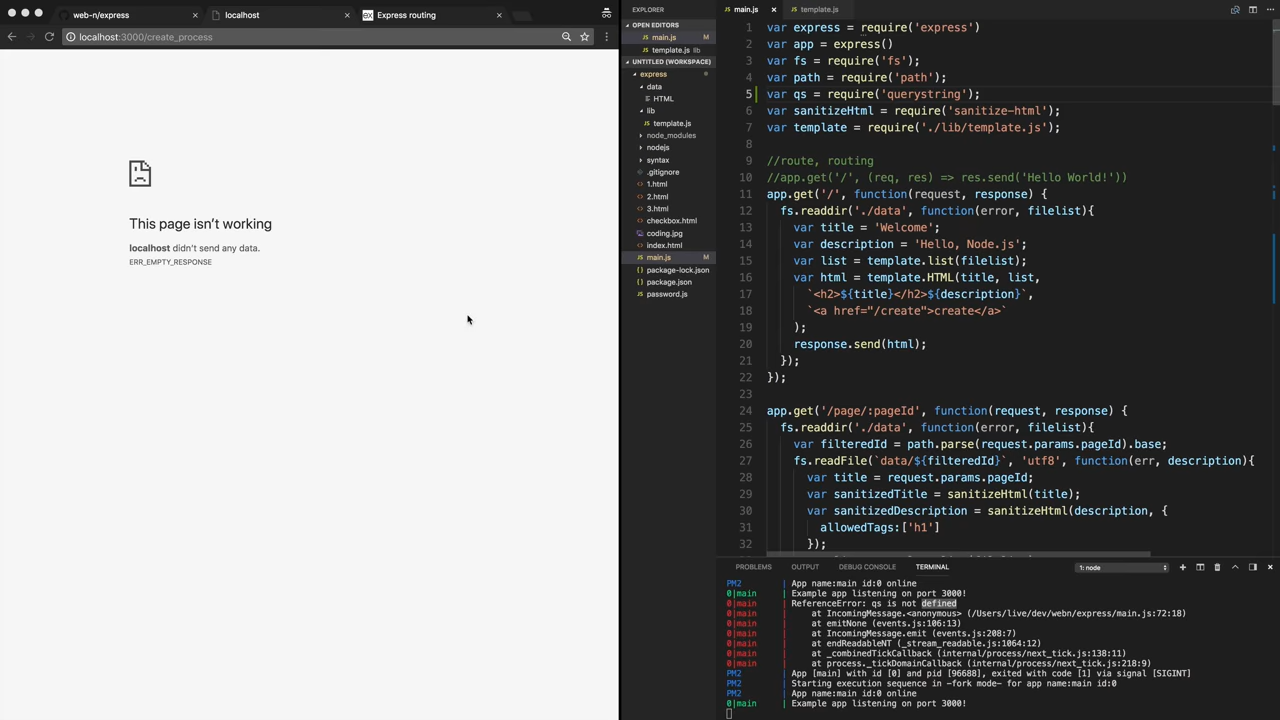 web-n/express
localhost
Express routing
localhost:3000/create_process
This page isn't working
localhost didn't send any data.
ERR_EMPTY_RESPONSE
EXPLORER
OPEN EDITORS
main.js M
template.js lib
UNTITLED (WORKSPACE)
express
data
HTML
lib
template.js
node_modules
nodejs
syntax
.gitignore
1.html
2.html
3.html
checkbox.html
coding.jpg
index.html
main.js M
package-lock.json
package.json
password.js
main.js
template.js
1 var express = require('express')
2 var app = express()
3 var fs = require('fs');
4 var path = require('path');
5 var qs = require('querystring');
6 var sanitizeHtml = require('sanitize-html');
7 var template = require('./lib/template.js');
8
9 //route, routing
10 //app.get('/', (req, res) => res.send('Hello World!'))
11 app.get('/', function(request, response) {
12 fs.readdir('./data', function(error, filelist){
13 var title = 'Welcome';
14 var description = 'Hello, Node.js';
15 var list = template.list(filelist);
16 var html = template.HTML(title, list,
17 `<h2>${title}</h2>${description}`,
18 `<a href="/create">create</a>`
19 );
20 response.send(html);
21 });
22 });
23
24 app.get('/page/:pageId', function(request, response) {
25 fs.readdir('./data', function(error, filelist){
26 var filteredId = path.parse(request.params.pageId).base;
27 fs.readFile(`data/${filteredId}`, 'utf8', function(err, description){
28 var title = request.params.pageId;
29 var sanitizedTitle = sanitizeHtml(title);
30 var sanitizedDescription = sanitizeHtml(description, {
31 allowedTags:['h1']
32 });
PROBLEMS OUTPUT DEBUG CONSOLE TERMINAL 1: node
PM2 | App name:main id:0 online
0|main | Example app listening on port 3000!
0|main | ReferenceError: qs is not defined
0|main | at IncomingMessage.<anonymous> (/Users/live/dev/webn/express/main.js:72:18)
0|main | at emitNone (events.js:106:13)
0|main | at IncomingMessage.emit (events.js:208:7)
0|main | at endReadableNT (_stream_readable.js:1064:12)
0|main | at _combinedTickCallback (internal/process/next_tick.js:138:11)
0|main | at process._tickDomainCallback (internal/process/next_tick.js:218:9)
PM2 | App [main] with id [0] and pid [96688], exited with code [1] via signal [SIGINT]
PM2 | Starting execution sequence in -fork mode- for app name:main id:0
PM2 | App name:main id:0 online
0|main | Example app listening on port 3000!